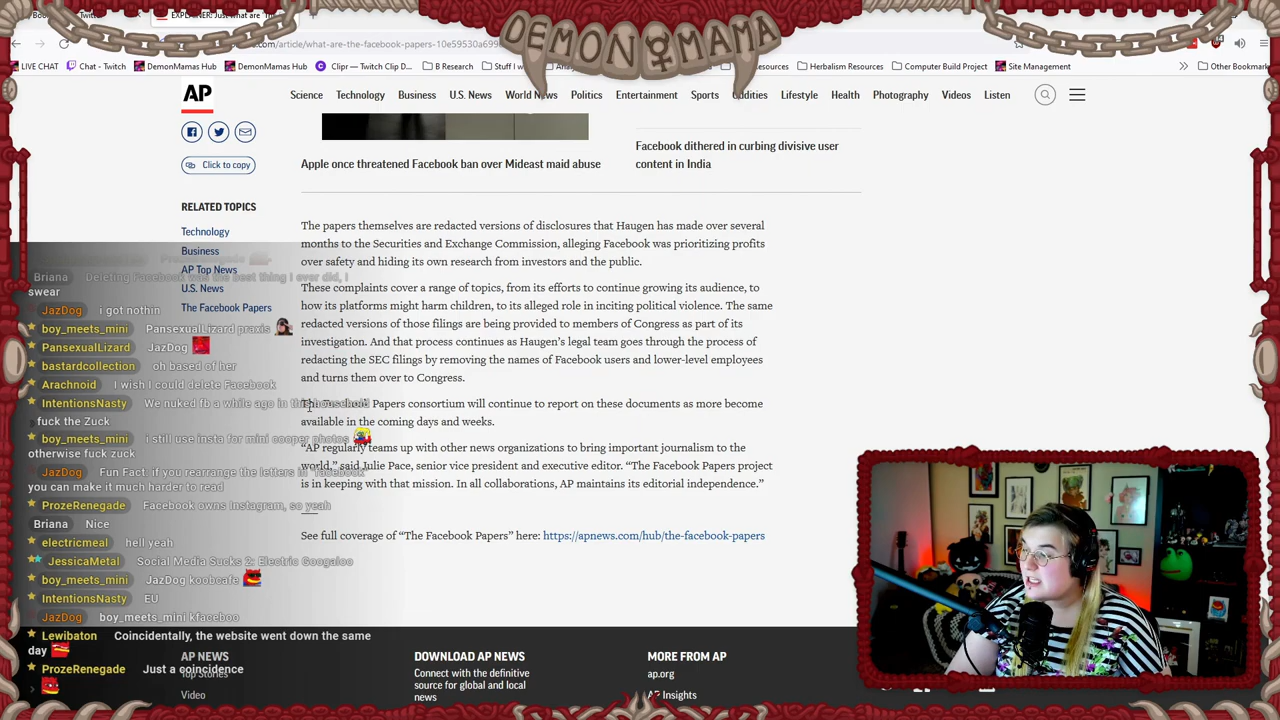 DEMON MAMA
Twitter
com/article/what-are-the-facebook-papers-10e59530a699
LIVE CHAT
Chat - Twitch
DemonMamas Hub
DemonMamas Hub
Clipr — Twitch Clip D...
B Research
Stuff I
Herbalism Resources
Computer Build Project
Site Management
Other Bookmark
AP
Science
Technology
Business
U.S. News
World News
Politics
Entertainment
Sports
Oddities
Lifestyle
Health
Photography
Videos
Listen
Click to copy
RELATED TOPICS
Technology
Business
AP Top News
U.S. News
The Facebook Papers
Apple once threatened Facebook ban over Mideast maid abuse
Facebook dithered in curbing divisive user
content in India
The papers themselves are redacted versions of disclosures that Haugen has made over several
months to the Securities and Exchange Commission, alleging Facebook was prioritizing profits
over safety and hiding its own research from investors and the public.
These complaints cover a range of topics, from its efforts to continue growing its audience, to
how its platforms might harm children, to its alleged role in inciting political violence. The same
redacted versions of those filings are being provided to members of Congress as part of its
investigation. And that process continues as Haugen's legal team goes through the process of
redacting the SEC filings by removing the names of Facebook users and lower-level employees
and turns them over to Congress.
The Facebook Papers consortium will continue to report on these documents as more become
available in the coming days and weeks.
“AP regularly teams up with other news organizations to bring important journalism to the
world,” said Julie Pace, senior vice president and executive editor. “The Facebook Papers project
is in keeping with that mission. In all collaborations, AP maintains its editorial independence.”
See full coverage of “The Facebook Papers” here: https://apnews.com/hub/the-facebook-papers
Briana Deleting Facebook was the best thing I ever did, I
swear
JazDog i got nothin
boy_meets_mini PansexualLizard praxis
PansexualLizard JazDog
bastardcollection oh based of her
Arachnoid I wish I could delete Facebook
IntentionsNasty We nuked fb a while ago in this household
fuck the Zuck
boy_meets_mini i still use insta for mini cooper photos
otherwise fuck zuck
JazDog Fun Fact: if you rearrange the letters in "facebook"
you can make it much harder to read
ProzeRenegade Facebook owns Instagram, so yeah
Briana Nice
electricmeal hell yeah
JessicaMetal Social Media Sucks 2: Electric Googaloo
boy_meets_mini JazDog koobcafe
IntentionsNasty EU
JazDog boy_meets_mini kfaceboo
Lewibaton Coincidentally, the website went down the same
day
ProzeRenegade Just a coincidence
AP NEWS
Top Stories
Video
DOWNLOAD AP NEWS
Connect with the definitive
source for global and local
news
MORE FROM AP
ap.org
AP Insights